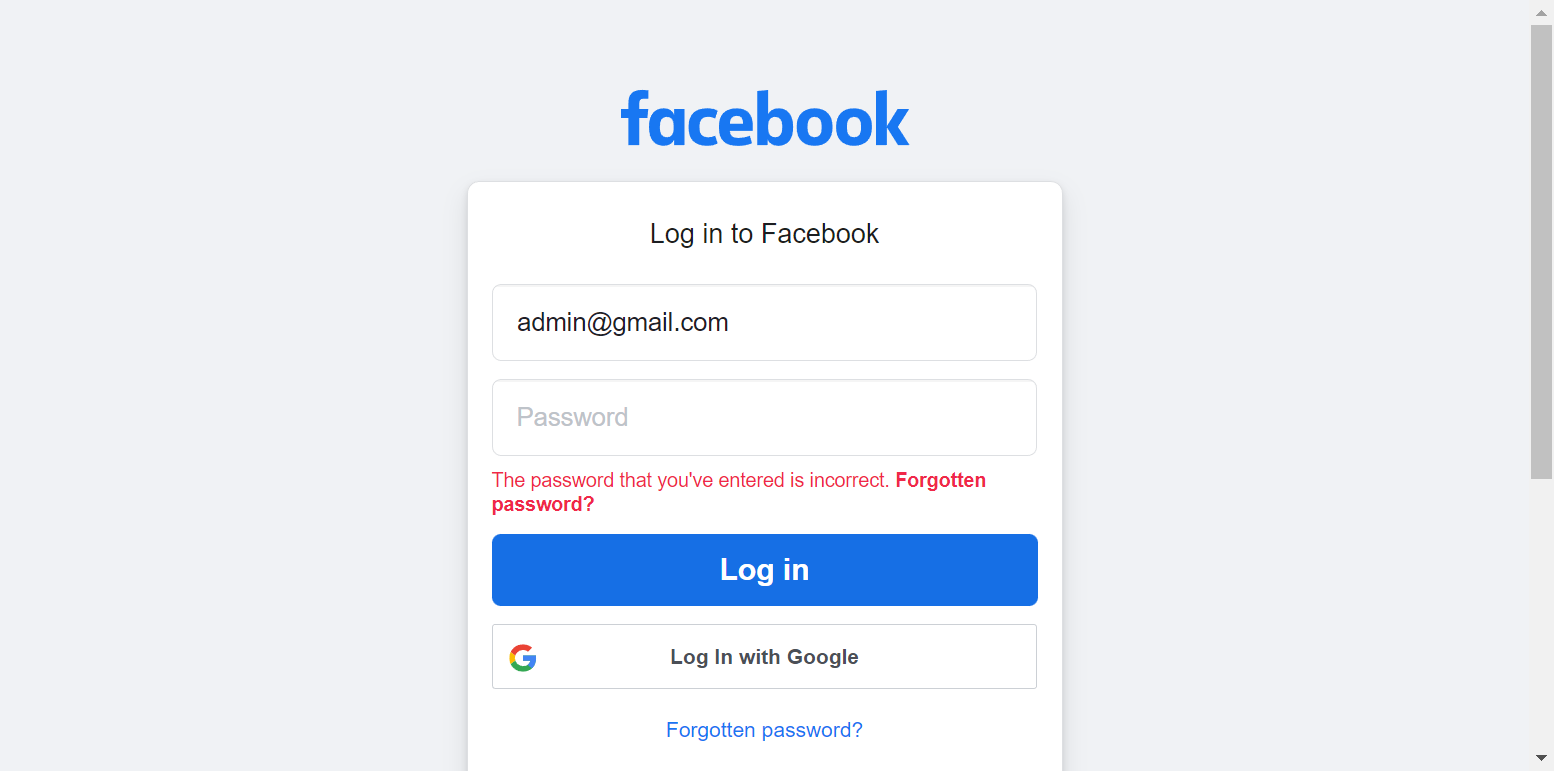 facebook
Log in to Facebook
admin@gmail.com
Password
The password that you've entered is incorrect. Forgotten
password?
Log in
Log In with Google
Forgotten password?